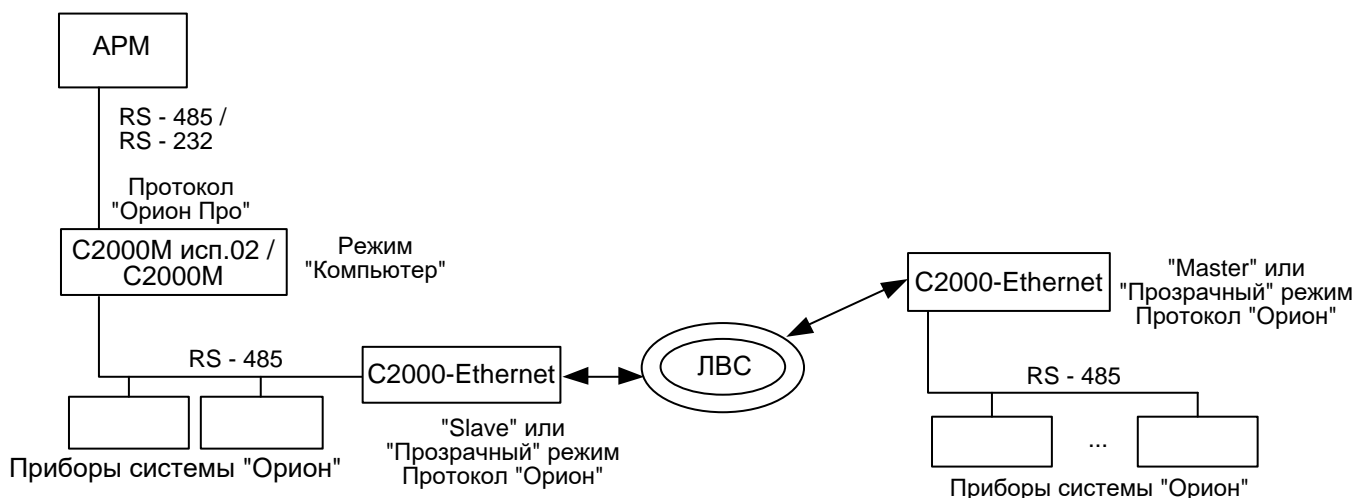 АРМ
RS - 485 /
RS - 232
Протокол
"Орион Про"
С2000М исп.02 /
С2000М
Режим
"Компьютер"
RS - 485
С2000-Ethernet
"Slave" или
"Прозрачный" режим
Протокол "Орион"
Приборы системы "Орион"
ЛВС
С2000-Ethernet
"Master" или
"Прозрачный" режим
Протокол "Орион"
RS - 485
...
Приборы системы "Орион"